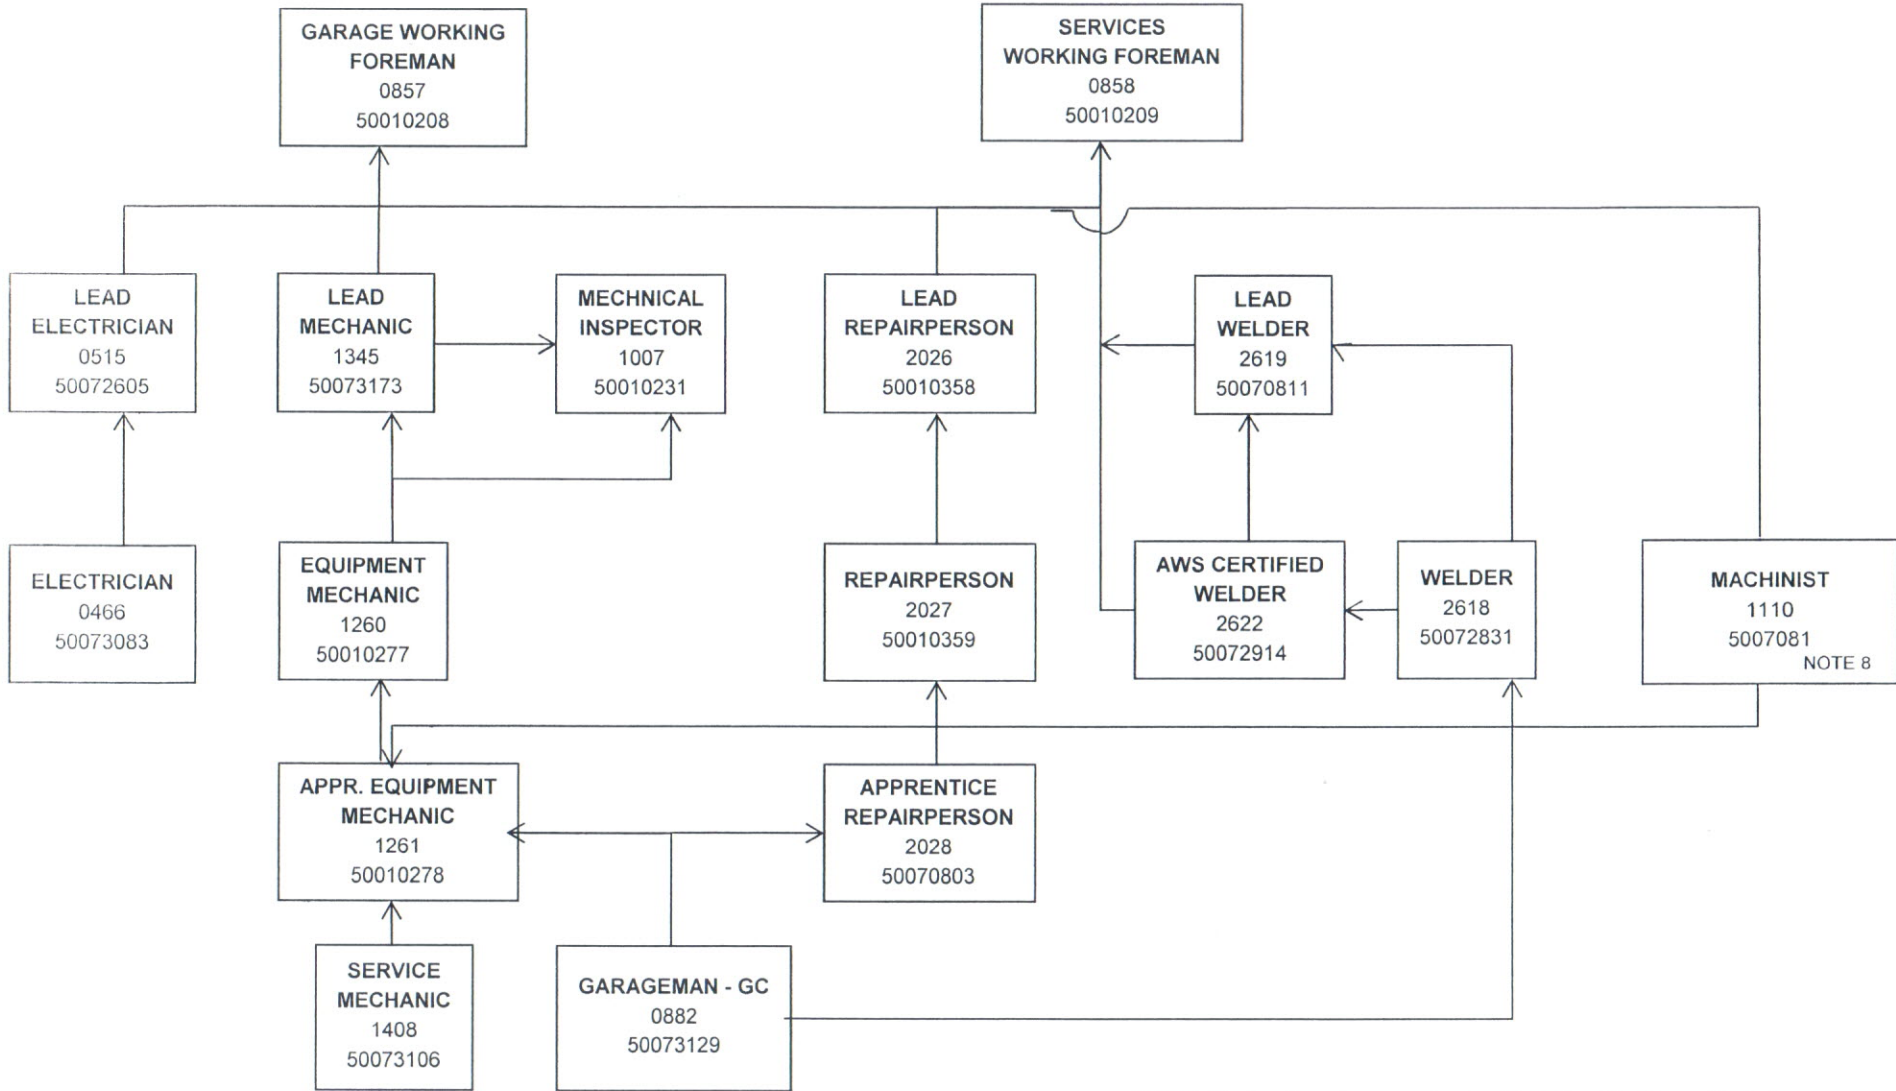 GARAGE WORKING
FOREMAN
0857
50010208
SERVICES
WORKING FOREMAN
0858
50010209
LEAD
ELECTRICIAN
0515
50072605
LEAD
MECHANIC
1345
50073173
MECHNICAL
INSPECTOR
1007
50010231
LEAD
REPAIRPERSON
2026
50010358
LEAD
WELDER
2619
50070811
ELECTRICIAN
0466
50073083
EQUIPMENT
MECHANIC
1260
50010277
REPAIRPERSON
2027
50010359
AWS CERTIFIED
WELDER
2622
50072914
WELDER
2618
50072831
MACHINIST
1110
5007081
NOTE 8
APPR. EQUIPMENT
MECHANIC
1261
50010278
APPRENTICE
REPAIRPERSON
2028
50070803
SERVICE
MECHANIC
1408
50073106
GARAGEMAN - GC
0882
50073129